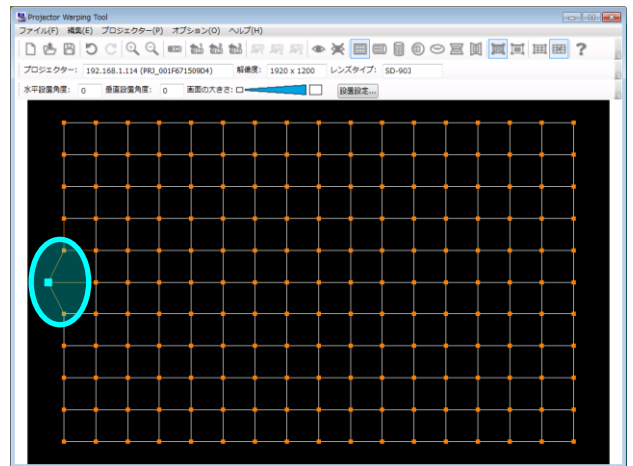 Projector Warping Tool
ファイル(F) 編集(E) プロジェクター(P) オプション(O) ヘルプ(H)
プロジェクター: 192.168.1.114 (PRJ_001F671509D4) 解像度: 1920 x 1200 レンズタイプ: SD-903
水平設置角度: 0 垂直設置角度: 0 画面の大きさ: 設置設定...